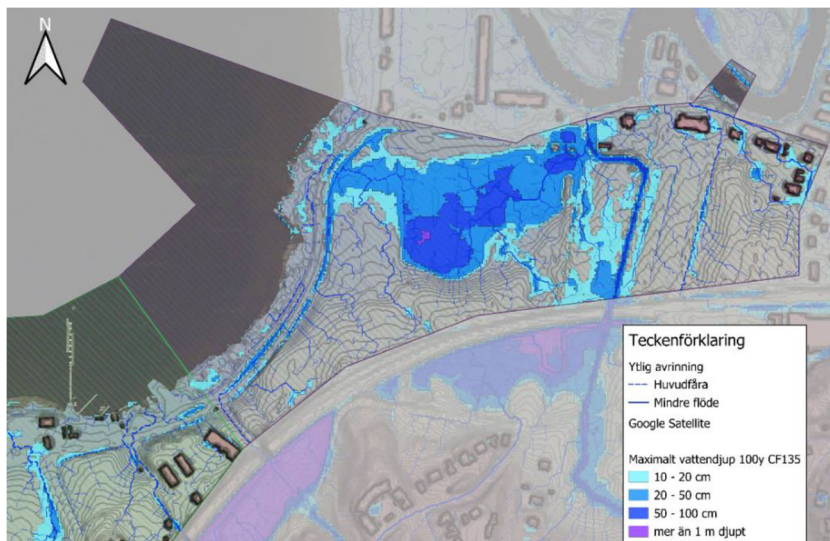 N
Teckenförklaring
Ytlig avrinning
Huvudfåra
Mindre flöde
Google Satellite
Maximalt vattendjup 100y CF135
10 - 20 cm
20 - 50 cm
50 - 100 cm
mer än 1 m djupt